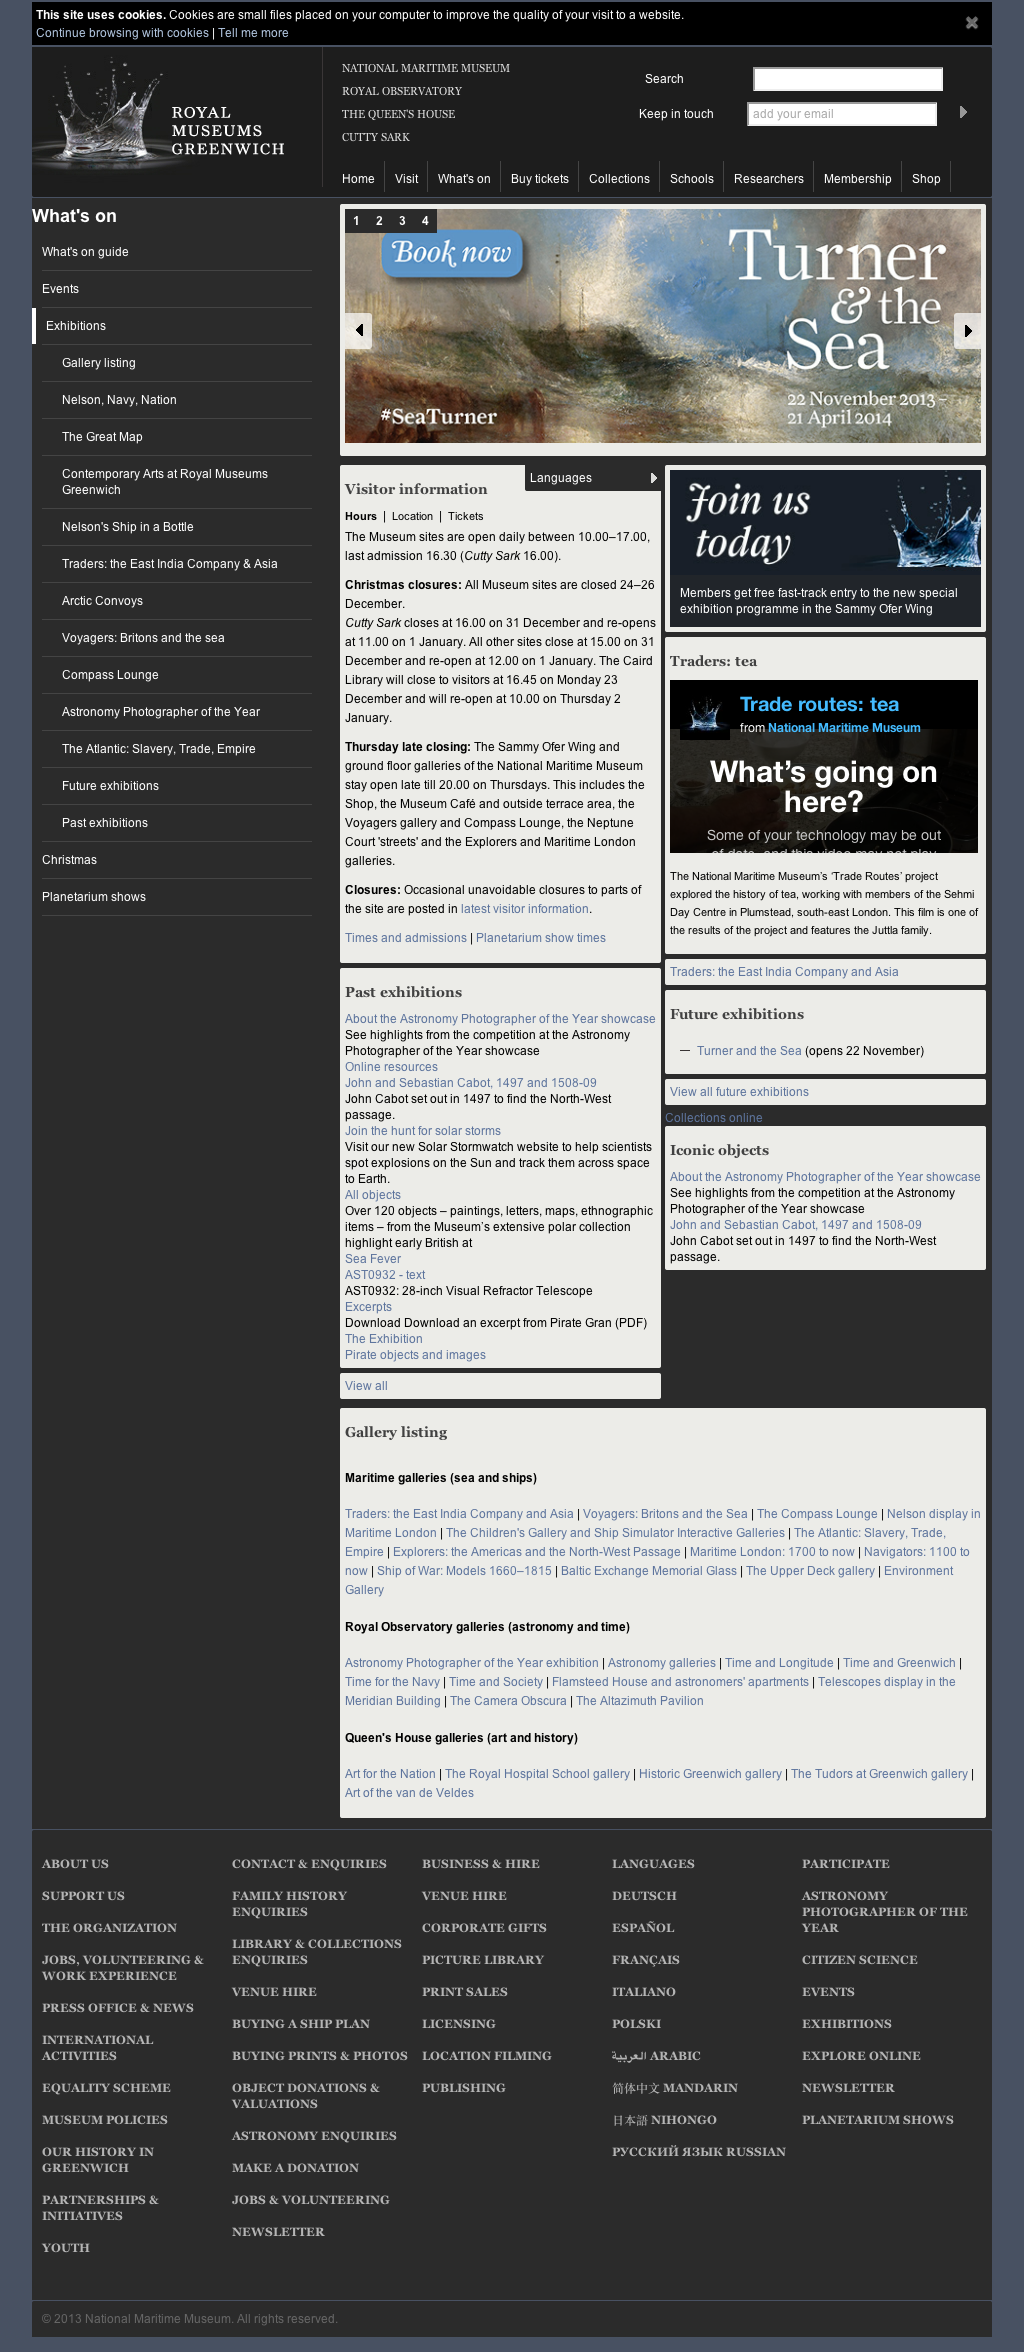 This site uses cookies. Cookies are small files placed on your computer to improve the quality of your visit to a website.
Continue browsing with cookies | Tell me more
ROYAL
MUSEUMS
GREENWICH
NATIONAL MARITIME MUSEUM
ROYAL OBSERVATORY
THE QUEEN'S HOUSE
CUTTY SARK
Search
Keep in touch
add your email
Home
Visit
What's on
Buy tickets
Collections
Schools
Researchers
Membership
Shop
What's on
What's on guide
Events
Exhibitions
Gallery listing
Nelson, Navy, Nation
The Great Map
Contemporary Arts at Royal Museums
Greenwich
Nelson's Ship in a Bottle
Traders: the East India Company & Asia
Arctic Convoys
Voyagers: Britons and the sea
Compass Lounge
Astronomy Photographer of the Year
The Atlantic: Slavery, Trade, Empire
Future exhibitions
Past exhibitions
Christmas
Planetarium shows
1 2 3 4
Book now
Turner
& the
Sea
22 November 2013 –
21 April 2014
#SeaTurner
Languages
Visitor information
Hours | Location | Tickets
The Museum sites are open daily between 10.00–17.00,
last admission 16.30 (Cutty Sark 16.00).
Christmas closures: All Museum sites are closed 24–26
December.
Cutty Sark closes at 16.00 on 31 December and re-opens
at 11.00 on 1 January. All other sites close at 15.00 on 31
December and re-open at 12.00 on 1 January. The Caird
Library will close to visitors at 16.45 on Monday 23
December and will re-open at 10.00 on Thursday 2
January.
Thursday late closing: The Sammy Ofer Wing and
ground floor galleries of the National Maritime Museum
stay open late till 20.00 on Thursdays. This includes the
Shop, the Museum Café and outside terrace area, the
Voyagers gallery and Compass Lounge, the Neptune
Court 'streets' and the Explorers and Maritime London
galleries.
Closures: Occasional unavoidable closures to parts of
the site are posted in latest visitor information.
Times and admissions | Planetarium show times
Past exhibitions
About the Astronomy Photographer of the Year showcase
See highlights from the competition at the Astronomy
Photographer of the Year showcase
Online resources
John and Sebastian Cabot, 1497 and 1508-09
John Cabot set out in 1497 to find the North-West
passage.
Join the hunt for solar storms
Visit our new Solar Stormwatch website to help scientists
spot explosions on the Sun and track them across space
to Earth.
All objects
Over 120 objects – paintings, letters, maps, ethnographic
items – from the Museum's extensive polar collection
highlight early British at
Sea Fever
AST0932 - text
AST0932: 28-inch Visual Refractor Telescope
Excerpts
Download Download an excerpt from Pirate Gran (PDF)
The Exhibition
Pirate objects and images
View all
Join us
today
Members get free fast-track entry to the new special
exhibition programme in the Sammy Ofer Wing
Traders: tea
Trade routes: tea
from National Maritime Museum
What's going on
here?
Some of your technology may be out
of date, and this video may not play
The National Maritime Museum's 'Trade Routes' project
explored the history of tea, working with members of the Sehmi
Day Centre in Plumstead, south-east London. This film is one of
the results of the project and features the Juttla family.
Traders: the East India Company and Asia
Future exhibitions
— Turner and the Sea (opens 22 November)
View all future exhibitions
Collections online
Iconic objects
About the Astronomy Photographer of the Year showcase
See highlights from the competition at the Astronomy
Photographer of the Year showcase
John and Sebastian Cabot, 1497 and 1508-09
John Cabot set out in 1497 to find the North-West
passage.
Gallery listing
Maritime galleries (sea and ships)
Traders: the East India Company and Asia | Voyagers: Britons and the Sea | The Compass Lounge | Nelson display in
Maritime London | The Children's Gallery and Ship Simulator Interactive Galleries | The Atlantic: Slavery, Trade,
Empire | Explorers: the Americas and the North-West Passage | Maritime London: 1700 to now | Navigators: 1100 to
now | Ship of War: Models 1660–1815 | Baltic Exchange Memorial Glass | The Upper Deck gallery | Environment
Gallery
Royal Observatory galleries (astronomy and time)
Astronomy Photographer of the Year exhibition | Astronomy galleries | Time and Longitude | Time and Greenwich |
Time for the Navy | Time and Society | Flamsteed House and astronomers' apartments | Telescopes display in the
Meridian Building | The Camera Obscura | The Altazimuth Pavilion
Queen's House galleries (art and history)
Art for the Nation | The Royal Hospital School gallery | Historic Greenwich gallery | The Tudors at Greenwich gallery |
Art of the van de Veldes
ABOUT US
SUPPORT US
THE ORGANIZATION
JOBS, VOLUNTEERING &
WORK EXPERIENCE
PRESS OFFICE & NEWS
INTERNATIONAL
ACTIVITIES
EQUALITY SCHEME
MUSEUM POLICIES
OUR HISTORY IN
GREENWICH
PARTNERSHIPS &
INITIATIVES
YOUTH
CONTACT & ENQUIRIES
FAMILY HISTORY
ENQUIRIES
LIBRARY & COLLECTIONS
ENQUIRIES
VENUE HIRE
BUYING A SHIP PLAN
BUYING PRINTS & PHOTOS
OBJECT DONATIONS &
VALUATIONS
ASTRONOMY ENQUIRIES
MAKE A DONATION
JOBS & VOLUNTEERING
NEWSLETTER
BUSINESS & HIRE
VENUE HIRE
CORPORATE GIFTS
PICTURE LIBRARY
PRINT SALES
LICENSING
LOCATION FILMING
PUBLISHING
LANGUAGES
DEUTSCH
ESPAÑOL
FRANÇAIS
ITALIANO
POLSKI
العربية ARABIC
简体中文 MANDARIN
日本語 NIHONGO
РУССКИЙ ЯЗЫК RUSSIAN
PARTICIPATE
ASTRONOMY
PHOTOGRAPHER OF THE
YEAR
CITIZEN SCIENCE
EVENTS
EXHIBITIONS
EXPLORE ONLINE
NEWSLETTER
PLANETARIUM SHOWS
© 2013 National Maritime Museum. All rights reserved.